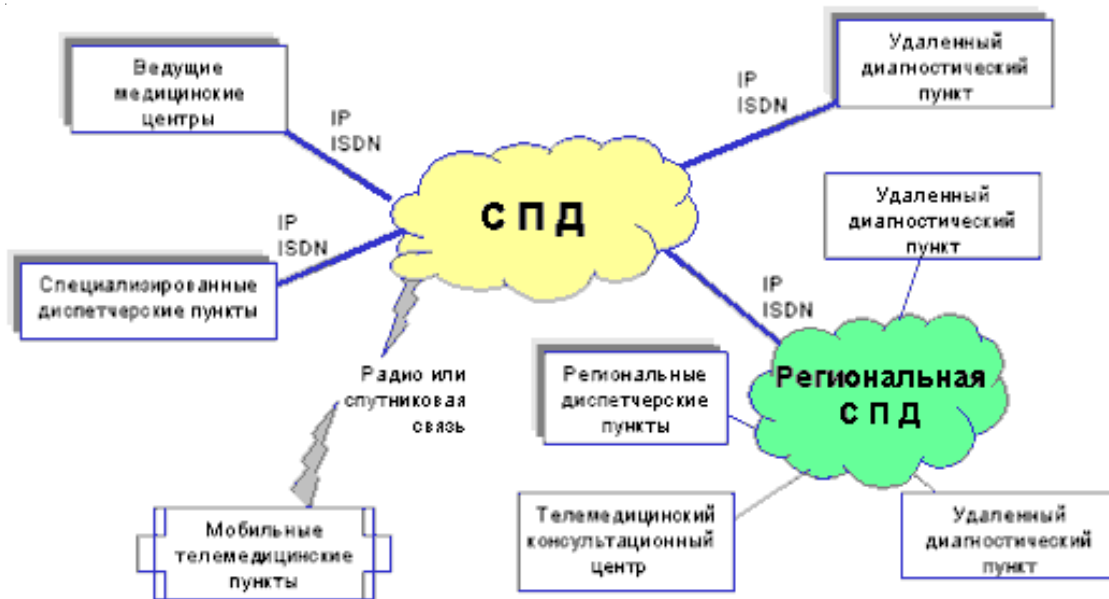 Ведущие
медицинские
центры
IP
ISDN
Удаленный
диагностический
пункт
IP
ISDN
С П Д
Удаленный
диагностический
пункт
IP
ISDN
Специализированные
диспетчерские пункты
IP
ISDN
Радио или
спутниковая
связь
Региональные
диспетчерские
пункты
Региональная
С П Д
Мобильные
телемедицинские
пункты
Телемедицинский
консультационный
центр
Удаленный
диагностический
пункт